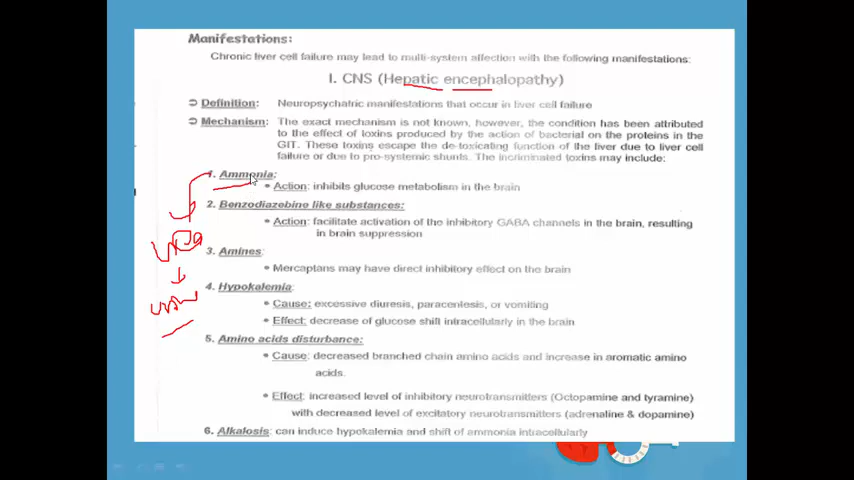 Manifestations:
Chronic liver cell failure may lead to multi-system affection with the following manifestations:
I. CNS (Hepatic encephalopathy)
➲ Definition: Neuropsychatric manifestations that occur in liver cell failure
➲ Mechanism: The exact mechanism is not known, however, the condition has been attributed
to the effect of toxins produced by the action of bacterial on the proteins in the
GIT. These toxins escape the de-toxicating function of the liver due to liver cell
failure or due to pro-systemic shunts. The incriminated toxins may include:
1. Ammonia:
• Action: inhibits glucose metabolism in the brain
2. Benzodiazebine like substances:
• Action: facilitate activation of the inhibitory GABA channels in the brain, resulting
in brain suppression
Urea
3. Amines:
• Mercaptans may have direct inhibitory effect on the brain
4. Hypokalemia:
• Cause: excessive diuresis, paracentesis, or vomiting
urine
• Effect: decrease of glucose shift intracellularly in the brain
5. Amino acids disturbance:
• Cause: decreased branched chain amino acids and increase in aromatic amino
acids.
• Effect: increased level of inhibitory neurotransmitters (Octopamine and tyramine)
with decreased level of excitatory neurotransmitters (adrenaline & dopamine)
6. Alkalosis: can induce hypokalemia and shift of ammonia intracellularly